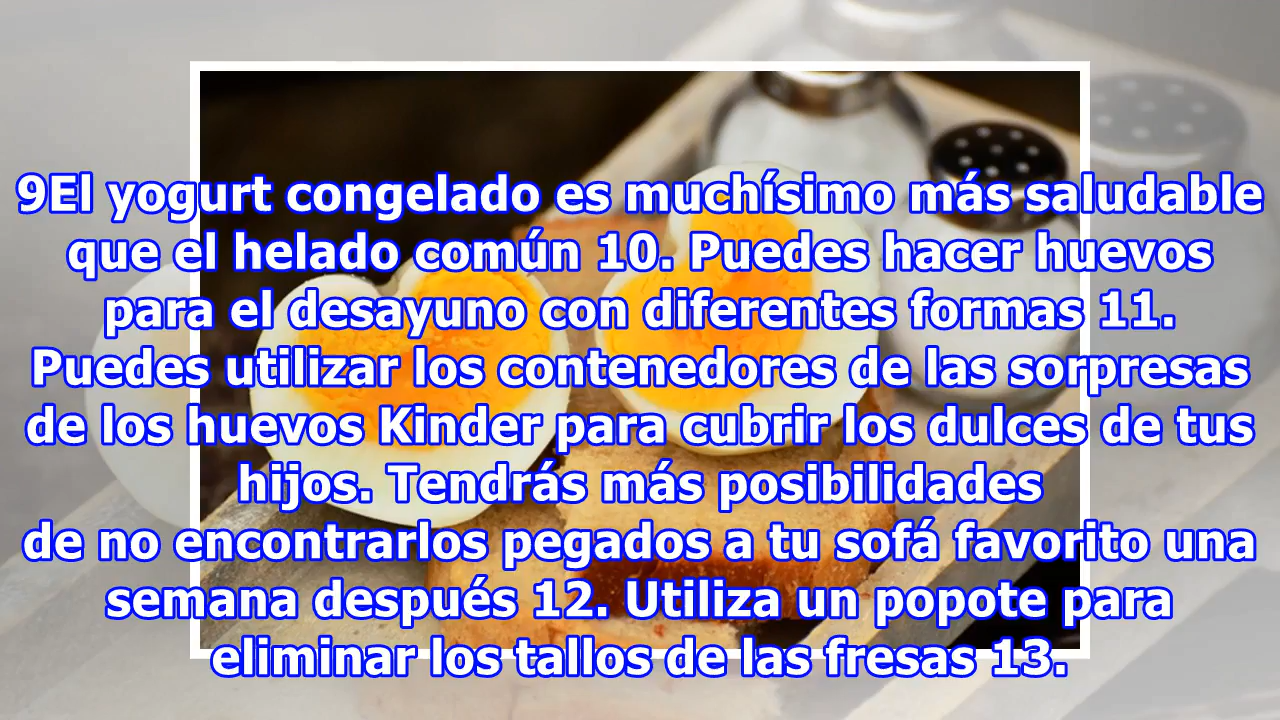 9El yogurt congelado es muchísimo más saludable
que el helado común 10. Puedes hacer huevos
para el desayuno con diferentes formas 11.
Puedes utilizar los contenedores de las sorpresas
de los huevos Kinder para cubrir los dulces de tus
hijos. Tendrás más posibilidades
de no encontrarlos pegados a tu sofá favorito una
semana después 12. Utiliza un popote para
eliminar los tallos de las fresas 13.